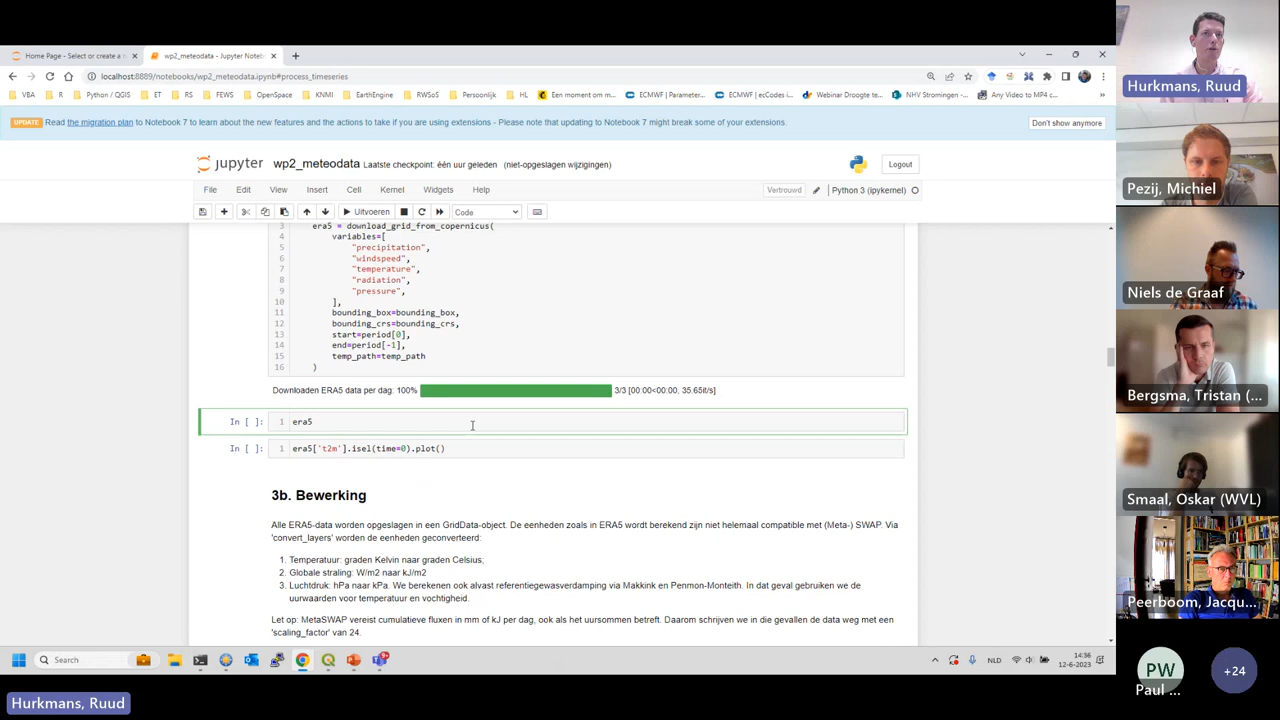 Home Page - Select or create a n
wp2_meteodata - Jupyter Noteb
localhost:8889/notebooks/wp2_meteodata.ipynb#process_timeseries
VBA R Python / QGIS ET RS FEWS OpenSpace KNMI EarthEngine RWSoS Persoonlijk HL Een moment om m... ECMWF | Parameter... ECMWF | ecCodes i... Webinar Droogte te... NHV Stromingen -... Any Video to MP4 c...
UPDATE Read the migration plan to Notebook 7 to learn about the new features and the actions to take if you are using extensions - Please note that updating to Notebook 7 might break some of your extensions.
Don't show anymore
jupyter wp2_meteodata Laatste checkpoint: één uur geleden (niet-opgeslagen wijzigingen)
Logout
File Edit View Insert Cell Kernel Widgets Help
Vertrouwd Python 3 (ipykernel)
Uitvoeren Code
3 era5 = download_grid_from_copernicus(
4 variables=[
5 "precipitation",
6 "windspeed",
7 "temperature",
8 "radiation",
9 "pressure",
10 ],
11 bounding_box=bounding_box,
12 bounding_crs=bounding_crs,
13 start=period[0],
14 end=period[-1],
15 temp_path=temp_path
16 )
Downloaden ERA5 data per dag: 100% 3/3 [00:00<00:00, 35.65it/s]
In [ ]: 1 era5
In [ ]: 1 era5['t2m'].isel(time=0).plot()
3b. Bewerking
Alle ERA5-data worden opgeslagen in een GridData-object. De eenheden zoals in ERA5 wordt berekend zijn niet helemaal compatible met (Meta-) SWAP. Via
'convert_layers' worden de eenheden geconverteerd:
1. Temperatuur: graden Kelvin naar graden Celsius;
2. Globale straling: W/m2 naar kJ/m2
3. Luchtdruk: hPa naar kPa. We berekenen ook alvast referentiegewasverdamping via Makkink en Penmon-Monteith. In dat geval gebruiken we de
uurwaarden voor temperatuur en vochtigheid.
Let op: MetaSWAP vereist cumulatieve fluxen in mm of kJ per dag, ook als het uursommen betreft. Daarom schrijven we in die gevallen de data weg met een
'scaling_factor' van 24.
Search
NLD
14:36
12-6-2023
Hurkmans, Ruud
Hurkmans, Ruud
Pezij, Michiel
Niels de Graaf
Bergsma, Tristan (...
Smaal, Oskar (WVL)
Peerboom, Jacqu...
PW
Paul ...
+24